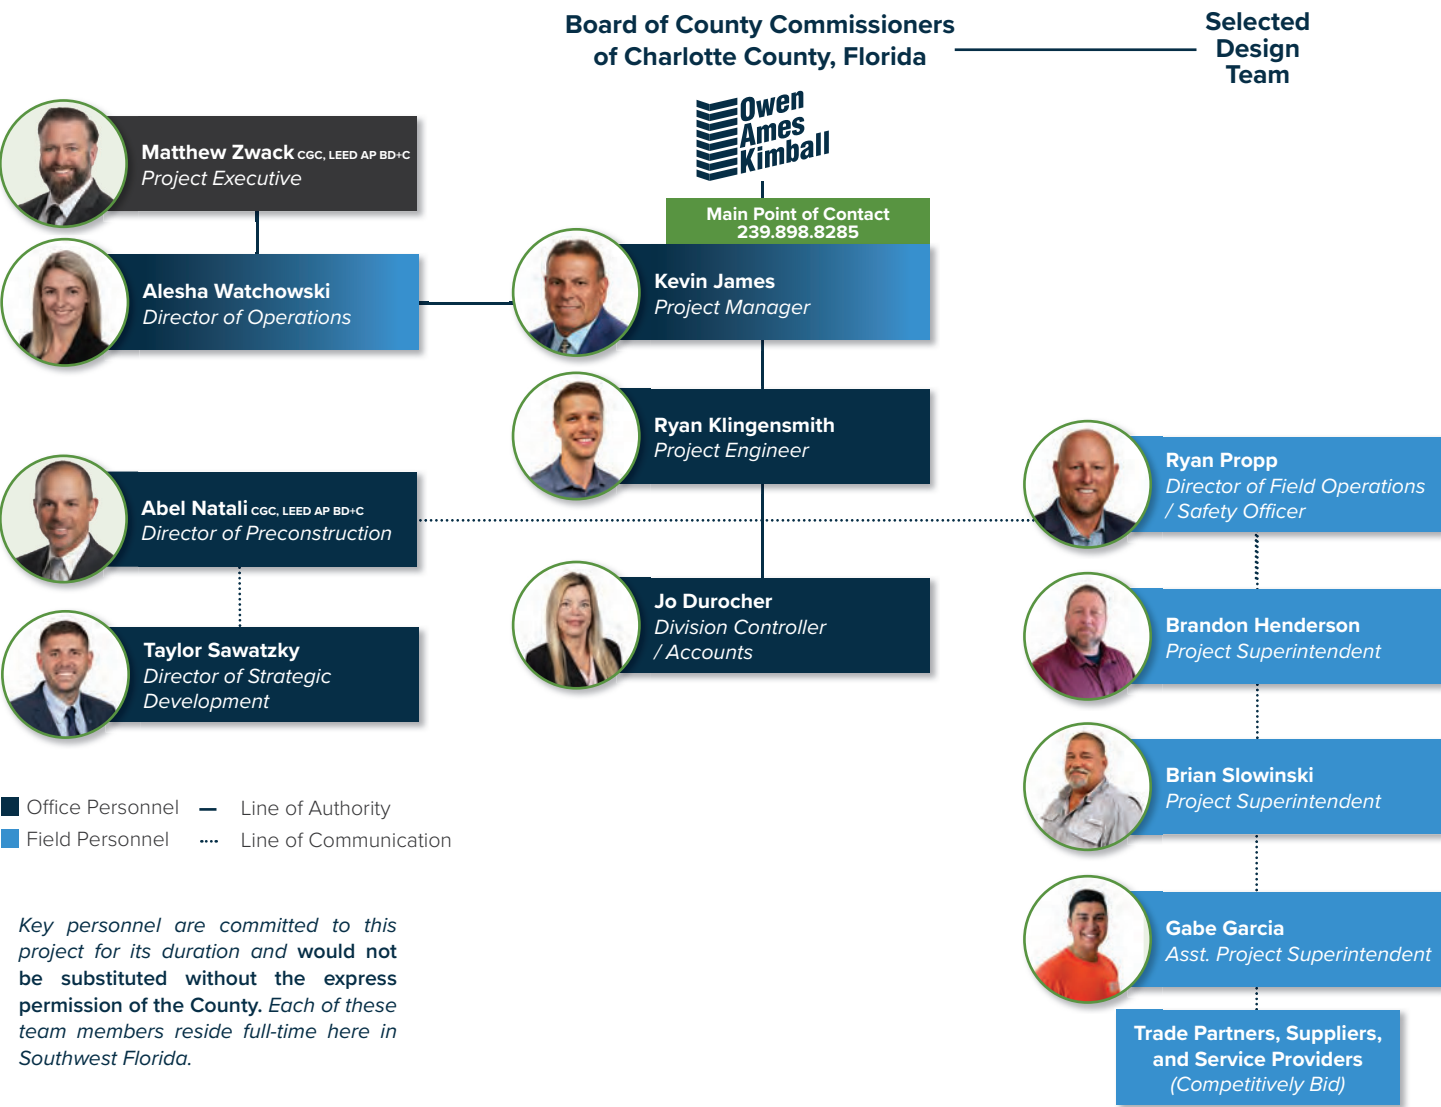 Board of County Commissioners
of Charlotte County, Florida
Selected
Design
Team
Owen
Ames
Kimball
Matthew Zwack CGC, LEED AP BD+C
Project Executive
Main Point of Contact
239.898.8285
Alesha Watchowski
Director of Operations
Kevin James
Project Manager
Ryan Klingensmith
Project Engineer
Ryan Propp
Director of Field Operations
/ Safety Officer
Abel Natali CGC, LEED AP BD+C
Director of Preconstruction
Jo Durocher
Division Controller
/ Accounts
Brandon Henderson
Project Superintendent
Taylor Sawatzky
Director of Strategic
Development
Brian Slowinski
Project Superintendent
Office Personnel
Line of Authority
Field Personnel
Line of Communication
Gabe Garcia
Asst. Project Superintendent
Key personnel are committed to this
project for its duration and would not
be substituted without the express
permission of the County. Each of these
team members reside full-time here in
Southwest Florida.
Trade Partners, Suppliers,
and Service Providers
(Competitively Bid)